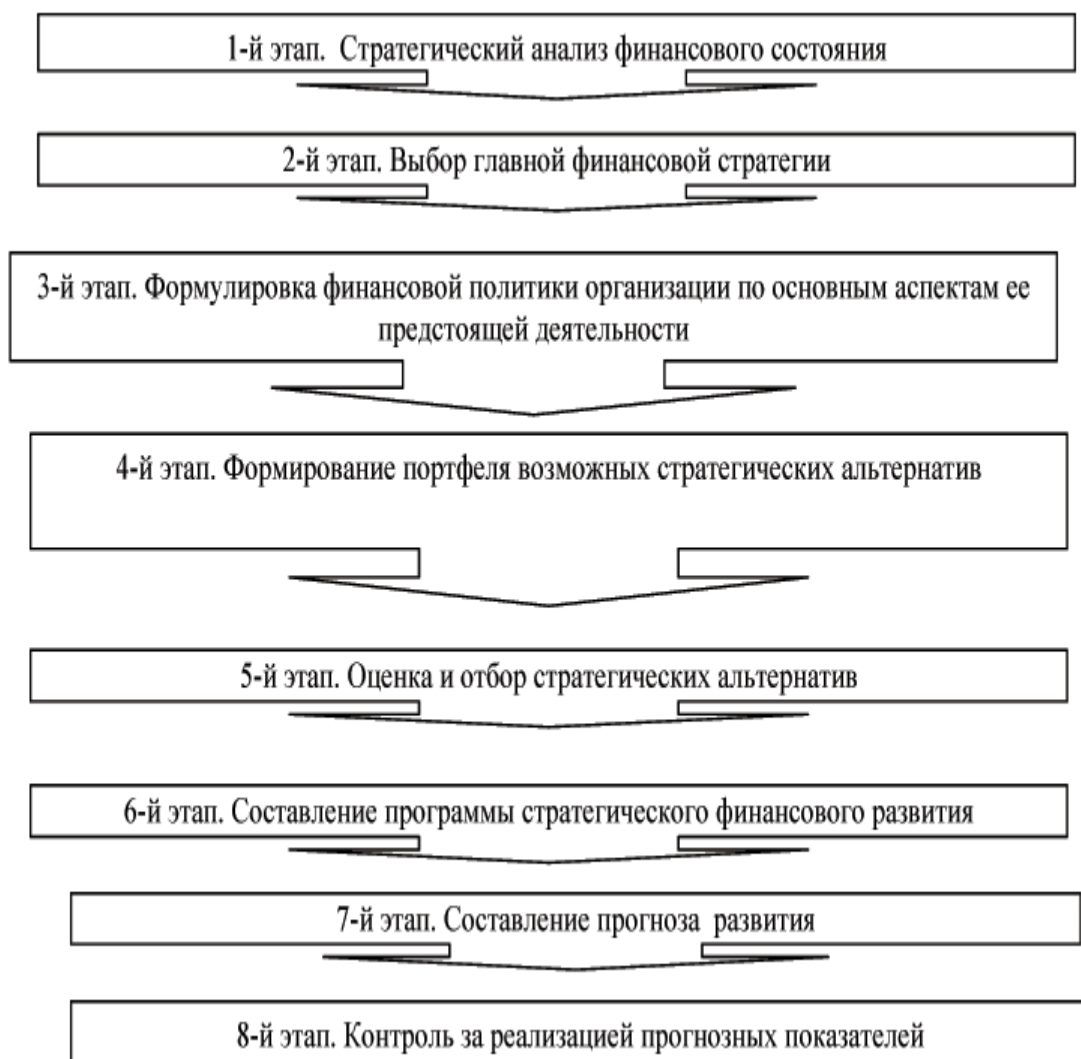 1-й этап. Стратегический анализ финансового состояния
2-й этап. Выбор главной финансовой стратегии
3-й этап. Формулировка финансовой политики организации по основным аспектам ее
предстоящей деятельности
4-й этап. Формирование портфеля возможных стратегических альтернатив
5-й этап. Оценка и отбор стратегических альтернатив
6-й этап. Составление программы стратегического финансового развития
7-й этап. Составление прогноза развития
8-й этап. Контроль за реализацией прогнозных показателей